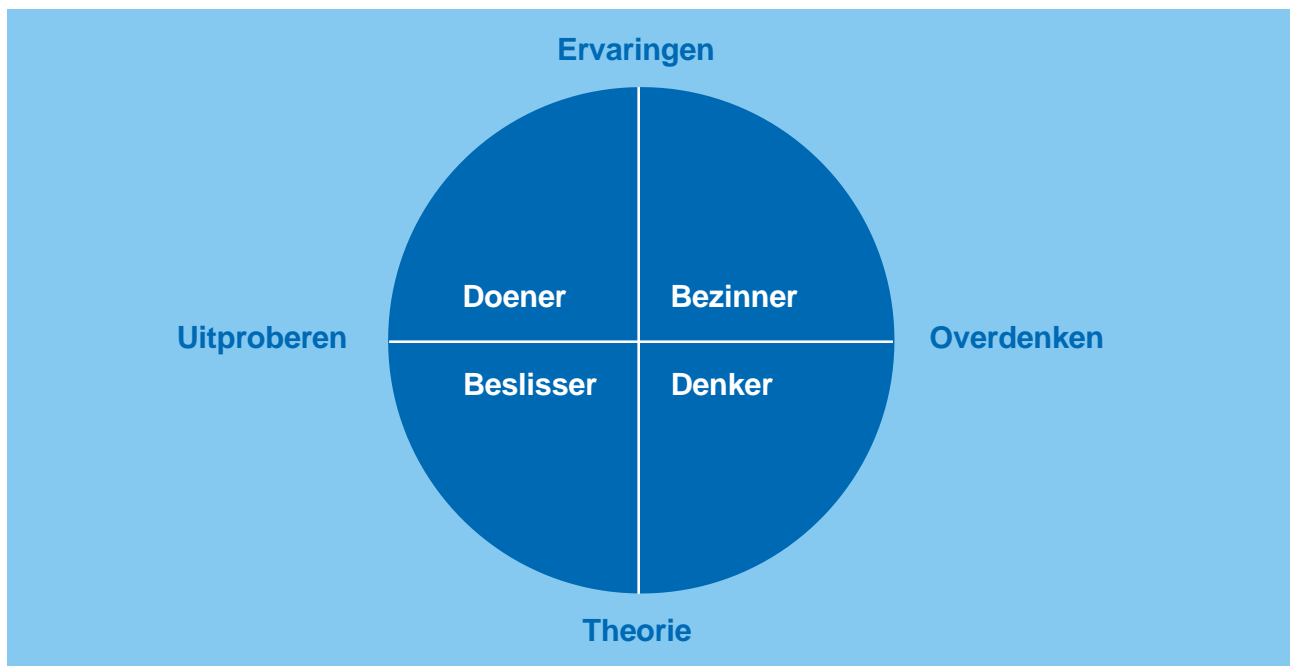 Ervaringen
Doener Bezinner
Uitproberen Overdenken
Beslisser Denker
Theorie